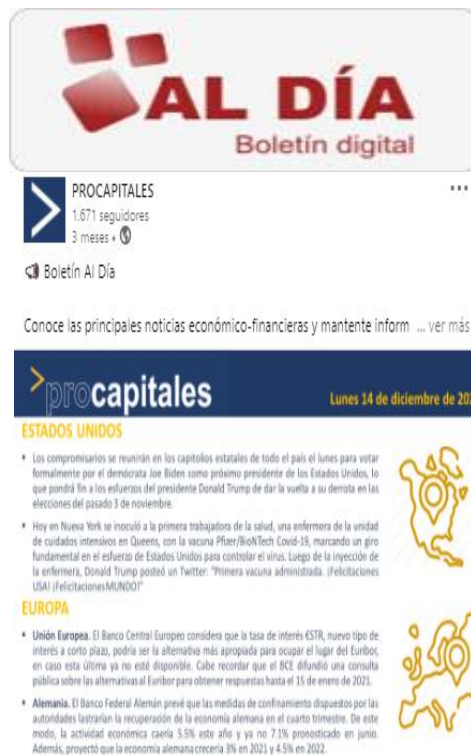 AL DÍA
Boletín digital
PROCAPITALES
1.671 seguidores
3 meses •
Boletín Al Día
Conoce las principales noticias económico-financieras y mantente inform ... ver más
procapitales
Lunes 14 de diciembre de 202
ESTADOS UNIDOS
• Los compromisarios se reunirán en los capitolios estatales de todo el país el lunes para votar
formalmente por el demócrata Joe Biden como próximo presidente de los Estados Unidos, lo
que pondrá fin a los esfuerzos del presidente Donald Trump de dar la vuelta a su derrota en las
elecciones del pasado 3 de noviembre.
• Hoy en Nueva York se inoculó a la primera trabajadora de la salud, una enfermera de la unidad
de cuidados intensivos en Queens, con la vacuna Pfizer/BioNTech Covid-19, marcando un giro
fundamental en el esfuerzo de Estados Unidos para controlar el virus. Luego de la inyección de
la enfermera, Donald Trump posteó un Twitter: "Primera vacuna administrada. ¡Felicitaciones
USA! ¡FelicitacionesMUNDO!"
EUROPA
• Unión Europea. El Banco Central Europeo considera que la tasa de interés €STR, nuevo tipo de
interés a corto plazo, podría ser la alternativa más apropiada para ocupar el lugar del Euribor,
en caso esta última ya no esté disponible. Cabe recordar que el BCE difundió una consulta
pública sobre las alternativas al Euribor para obtener respuestas hasta el 15 de enero de 2021.
• Alemania. El Banco Federal Alemán prevé que las medidas de confinamiento dispuestos por las
autoridades lastrarían la recuperación de la economía alemana en el cuarto trimestre. De este
modo, la actividad económica caería 5.5% este año y ya no 7.1% pronosticado en junio.
Además, proyectó que la economía alemana crecería 3% en 2021 y 4.5% en 2022.